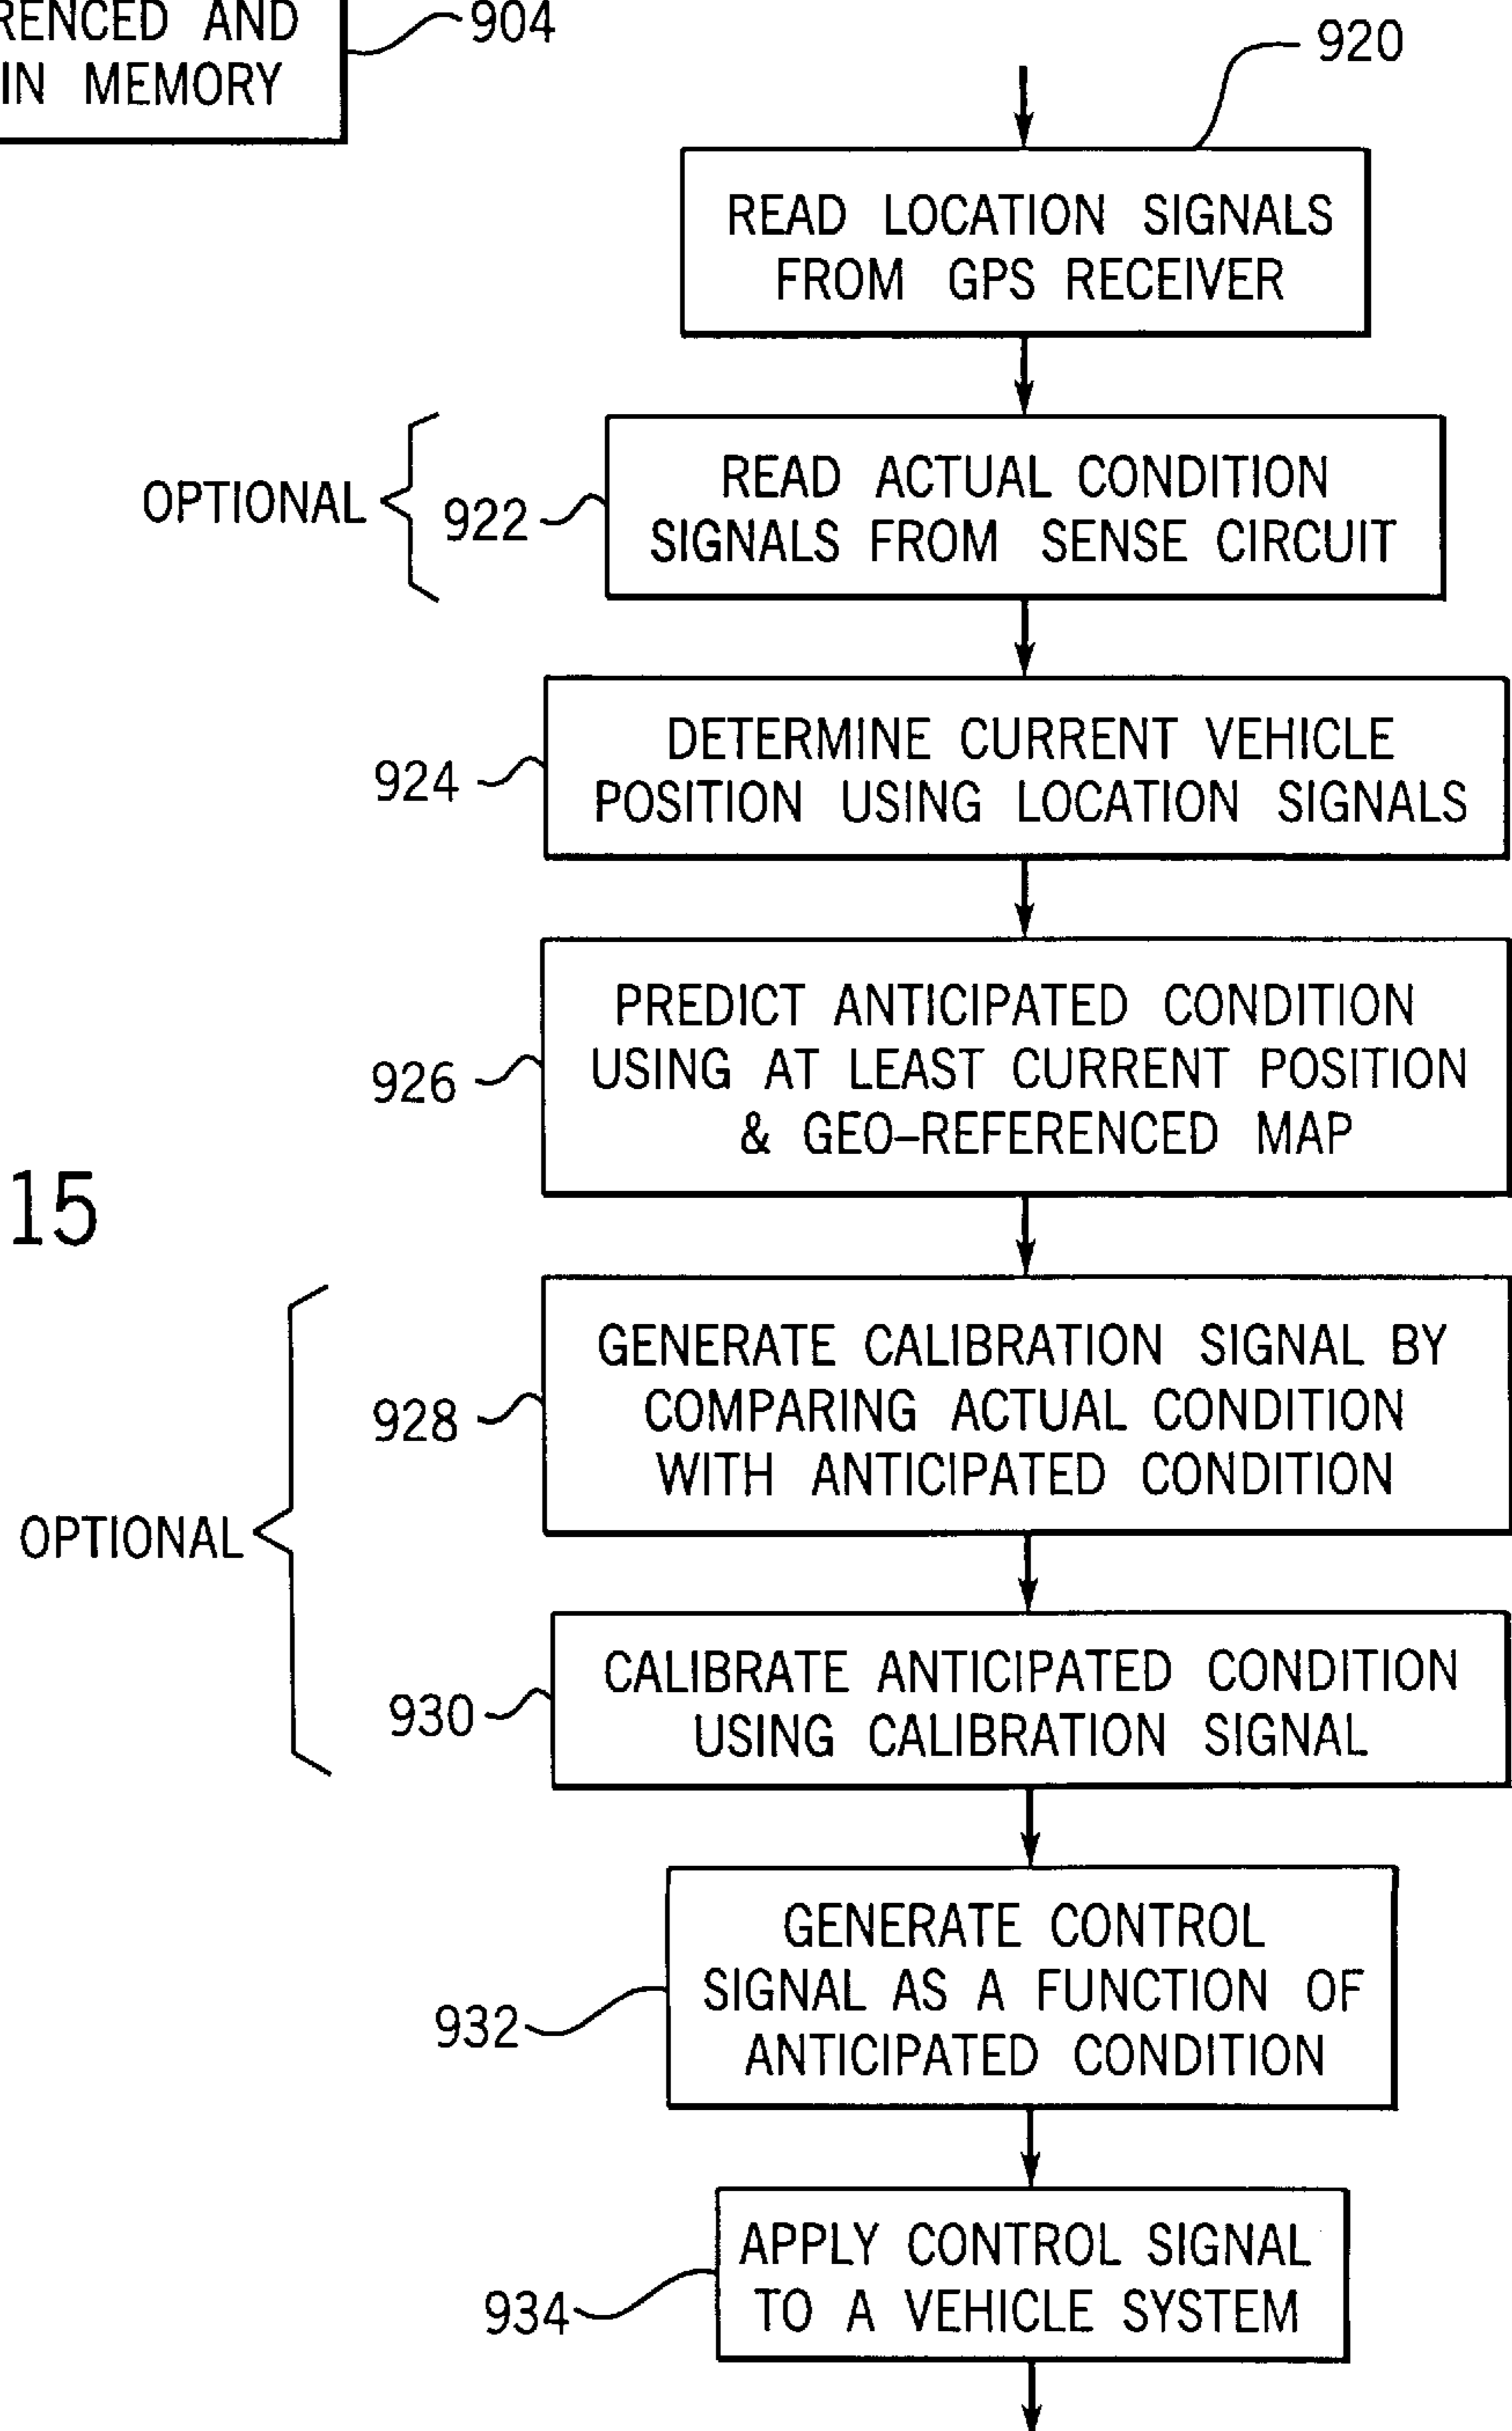 AND
904
IN MEMORY
920
READ LOCATION SIGNALS
FROM GPS RECEIVER
OPTIONAL
922
READ ACTUAL CONDITION
SIGNALS FROM SENSE CIRCUIT
924
DETERMINE CURRENT VEHICLE
POSITION USING LOCATION SIGNALS
926
PREDICT ANTICIPATED CONDITION
USING AT LEAST CURRENT POSITION
& GEO-REFERENCED MAP
15
OPTIONAL
928
GENERATE CALIBRATION SIGNAL BY
COMPARING ACTUAL CONDITION
WITH ANTICIPATED CONDITION
930
CALIBRATE ANTICIPATED CONDITION
USING CALIBRATION SIGNAL
932
GENERATE CONTROL
SIGNAL AS A FUNCTION OF
ANTICIPATED CONDITION
934
APPLY CONTROL SIGNAL
TO A VEHICLE SYSTEM